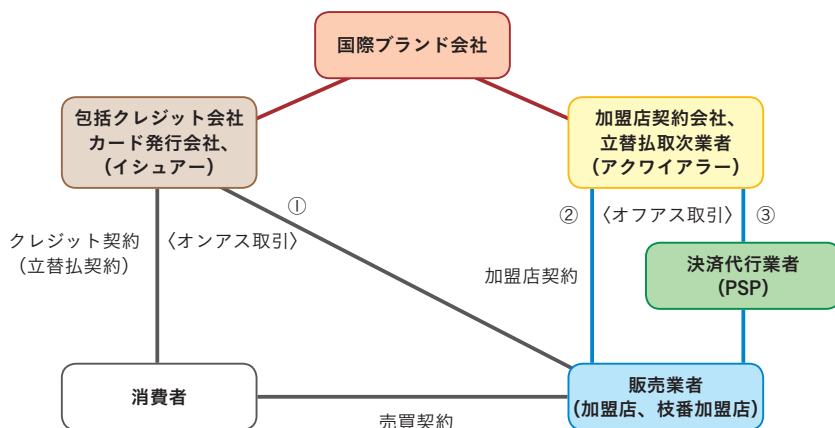 国際ブランド会社
包括クレジット会社
カード発行会社、
(イシュアー)
加盟店契約会社、
立替払取次業者
(アクワイアラー)
①
②
〈オフアス取引〉
③
クレジット契約
(立替払契約)
〈オンアス取引〉
加盟店契約
決済代行業者
(PSP)
消費者
売買契約
販売業者
(加盟店、枝番加盟店)